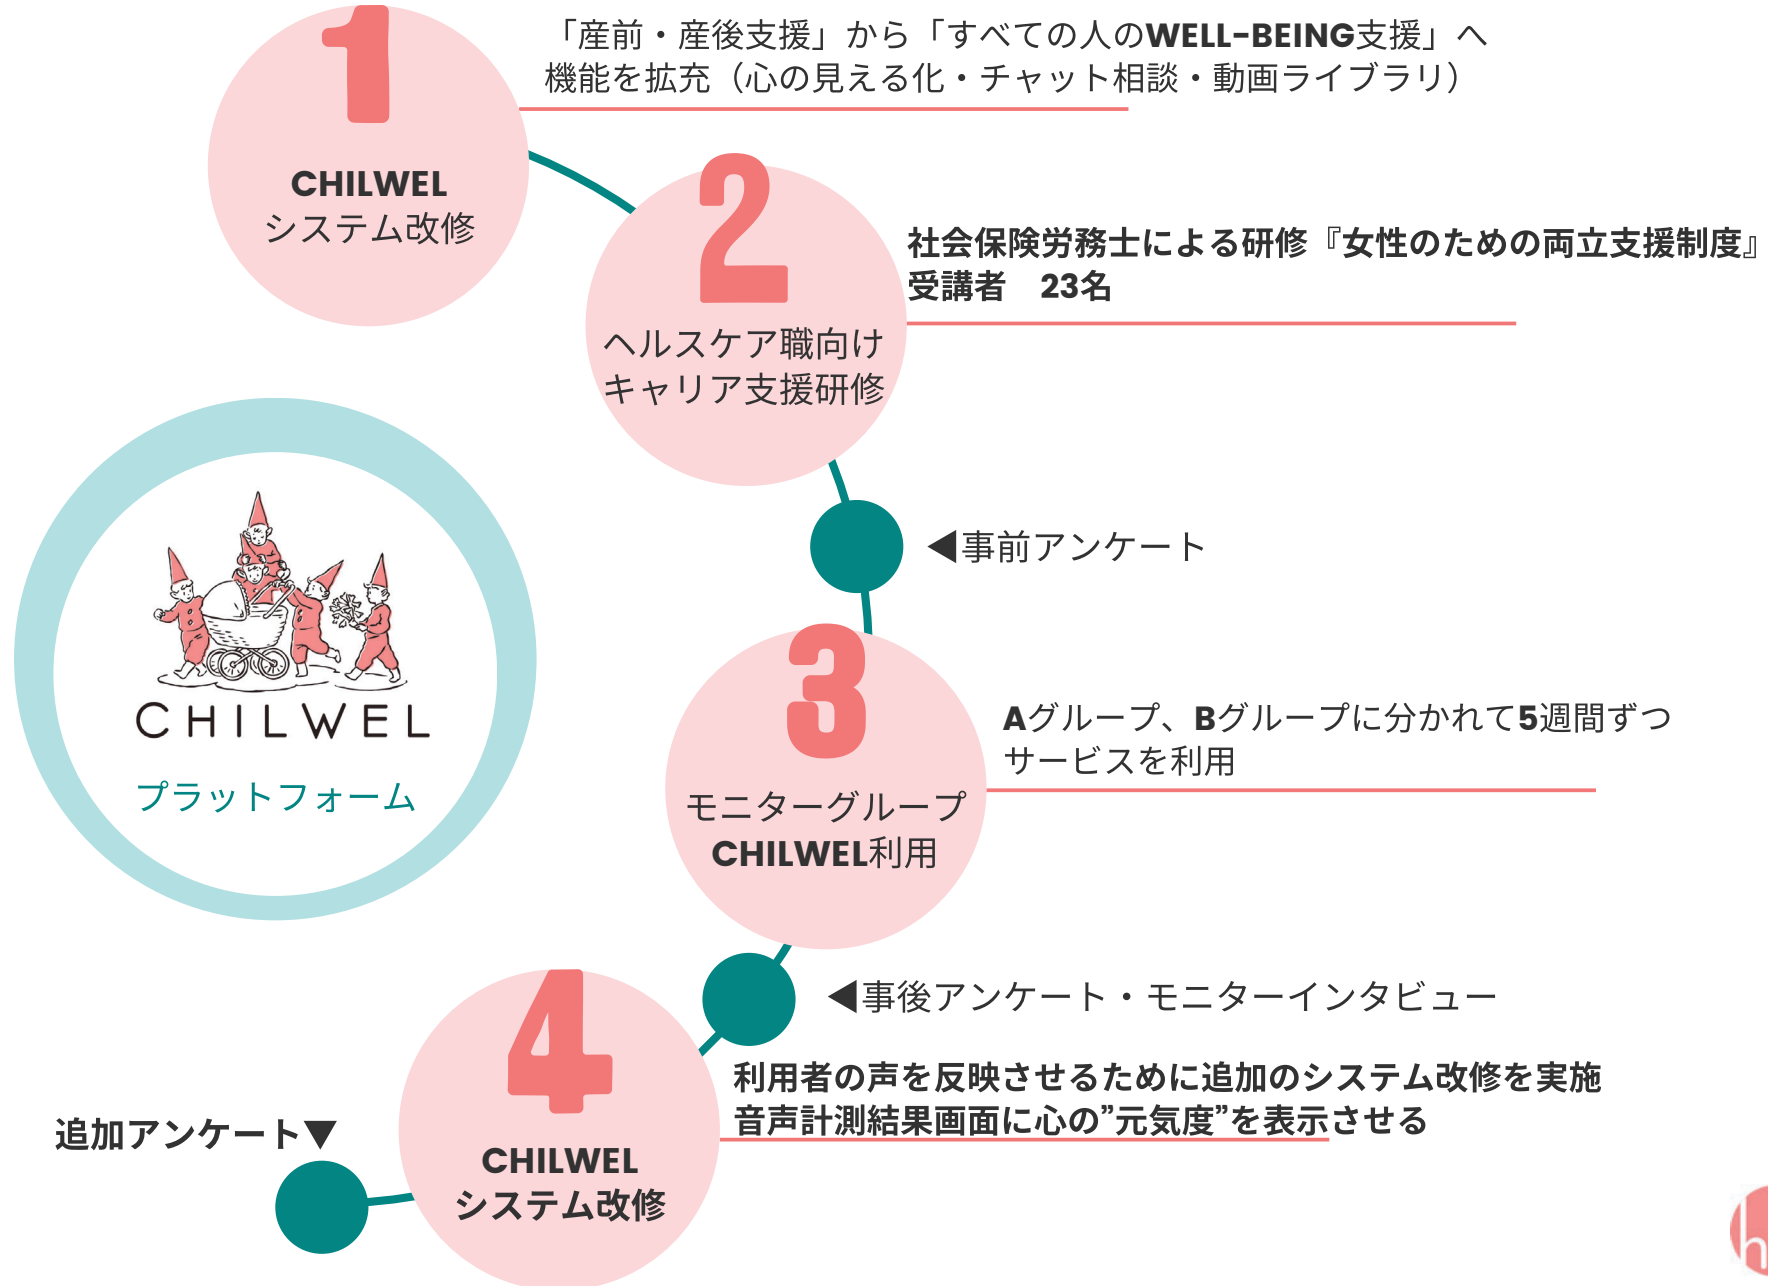 1
「産前・産後支援」から「すべての人のWELL-BEING支援」へ
機能を拡充（心の見える化・チャット相談・動画ライブラリ）
CHILWEL
システム改修
2
社会保険労務士による研修『女性のための両立支援制度』
受講者　23名
ヘルスケア職向け
キャリア支援研修
◀事前アンケート
CHILWEL
プラットフォーム
3
Aグループ、Bグループに分かれて5週間ずつ
サービスを利用
モニターグループ
CHILWEL利用
◀事後アンケート・モニターインタビュー
4
利用者の声を反映させるために追加のシステム改修を実施
音声計測結果画面に心の”元気度”を表示させる
CHILWEL
システム改修
追加アンケート▼
h